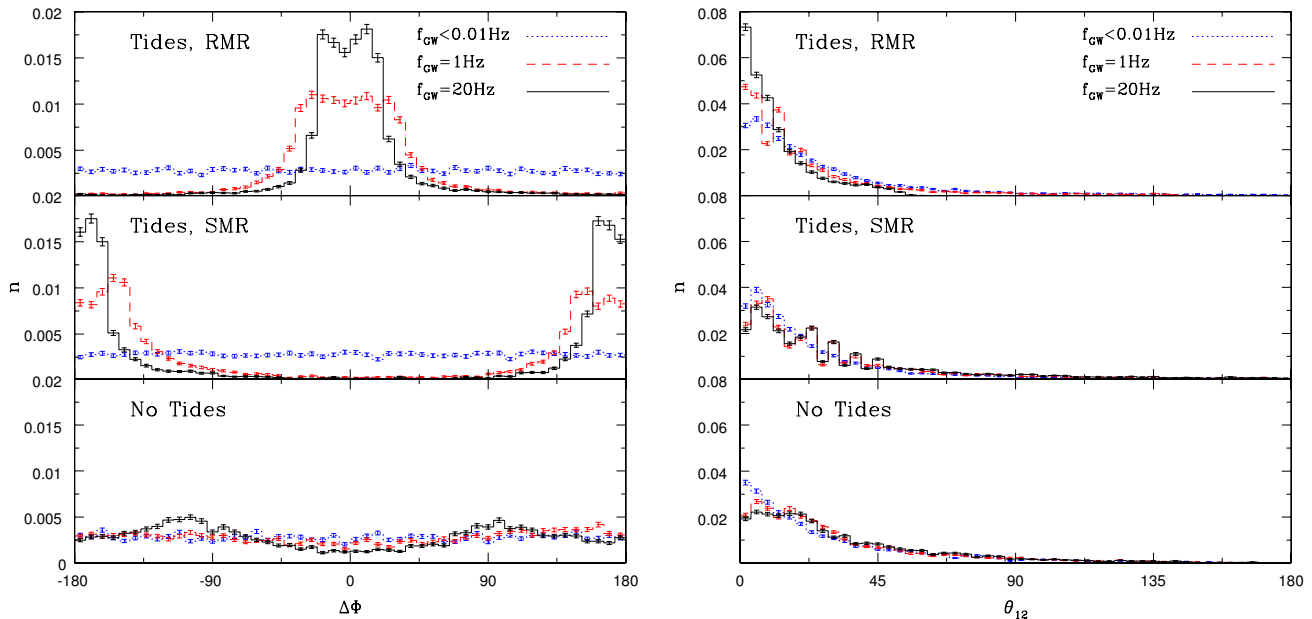 Tides, RMR
f_GW<0.01Hz
f_GW=1Hz
f_GW=20Hz
0.02
0.015
0.01
0.005
0.02
Tides, SMR
0.015
0.01
0.005
0.02
n
No Tides
0.015
0.01
0.005
0
-180 -90 0 90 180
ΔΦ
Tides, RMR
f_GW<0.01Hz
f_GW=1Hz
f_GW=20Hz
0.08
0.06
0.04
0.02
0.08
Tides, SMR
0.06
0.04
0.02
0.08
n
No Tides
0.06
0.04
0.02
0
0 45 90 135 180
θ_12